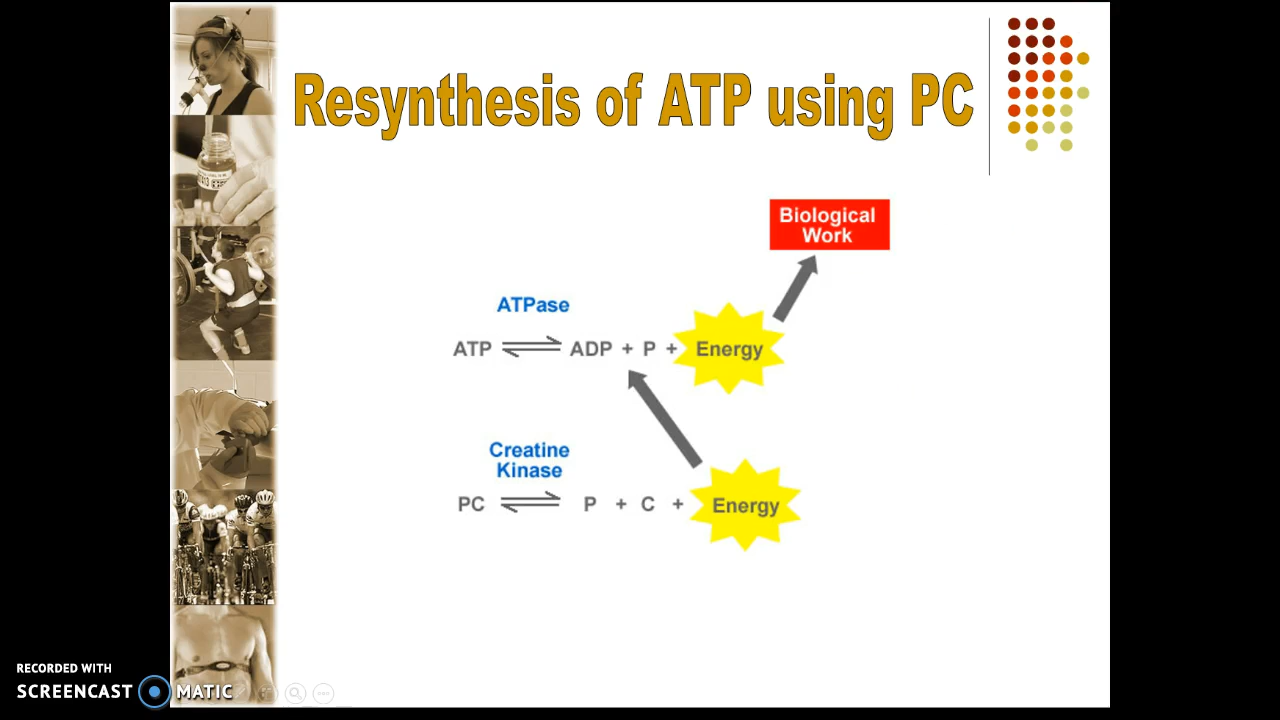 Resynthesis of ATP using PC
Biological
Work
ATPase
ATP ⇌ ADP + P + Energy
Creatine
Kinase
PC ⇌ P + C + Energy
RECORDED WITH
SCREENCAST MATIC